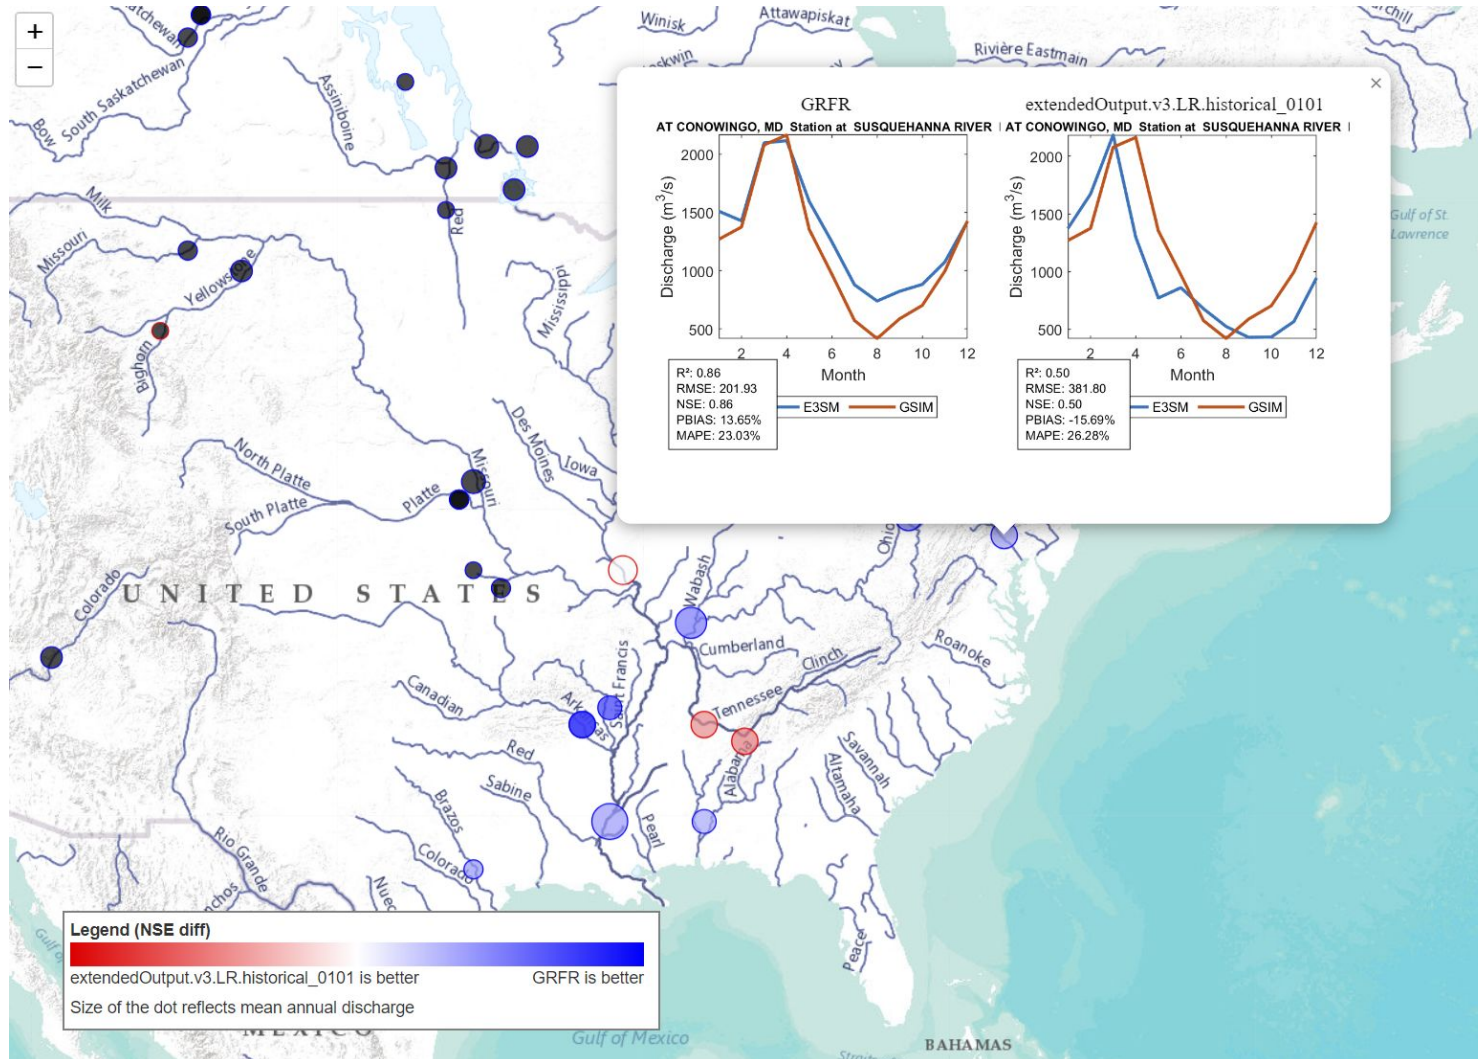 +
−
Winisk
Attawapiskat
Rivière Eastmain
South Saskatchewan
Bow
Assiniboine
Red
Milk
Missouri
Yellowstone
Bighorn
Mississippi
Des Moines
Iowa
North Platte
South Platte
Platte
Missouri
Colorado
UNITED STATES
Wabash
Ohio
Cumberland
Clinch
Tennessee
Roanoke
Saint Francis
Canadian
Arkansas
Red
Sabine
Brazos
Colorado
Rio Grande
Pearl
Alabama
Savannah
Altamaha
Peace
Gulf of St.
Lawrence
Gulf of Mexico
MEXICO
BAHAMAS
×
GRFR
AT CONOWINGO, MD Station at SUSQUEHANNA RIVER
Discharge (m³/s)
2000
1500
1000
500
2 4 6 8 10 12
Month
R²: 0.86
RMSE: 201.93
NSE: 0.86
PBIAS: 13.65%
MAPE: 23.03%
E3SM GSIM
extendedOutput.v3.LR.historical_0101
AT CONOWINGO, MD Station at SUSQUEHANNA RIVER
Discharge (m³/s)
2000
1500
1000
500
2 4 6 8 10 12
Month
R²: 0.50
RMSE: 381.80
NSE: 0.50
PBIAS: -15.69%
MAPE: 26.28%
E3SM GSIM
Legend (NSE diff)
extendedOutput.v3.LR.historical_0101 is better GRFR is better
Size of the dot reflects mean annual discharge